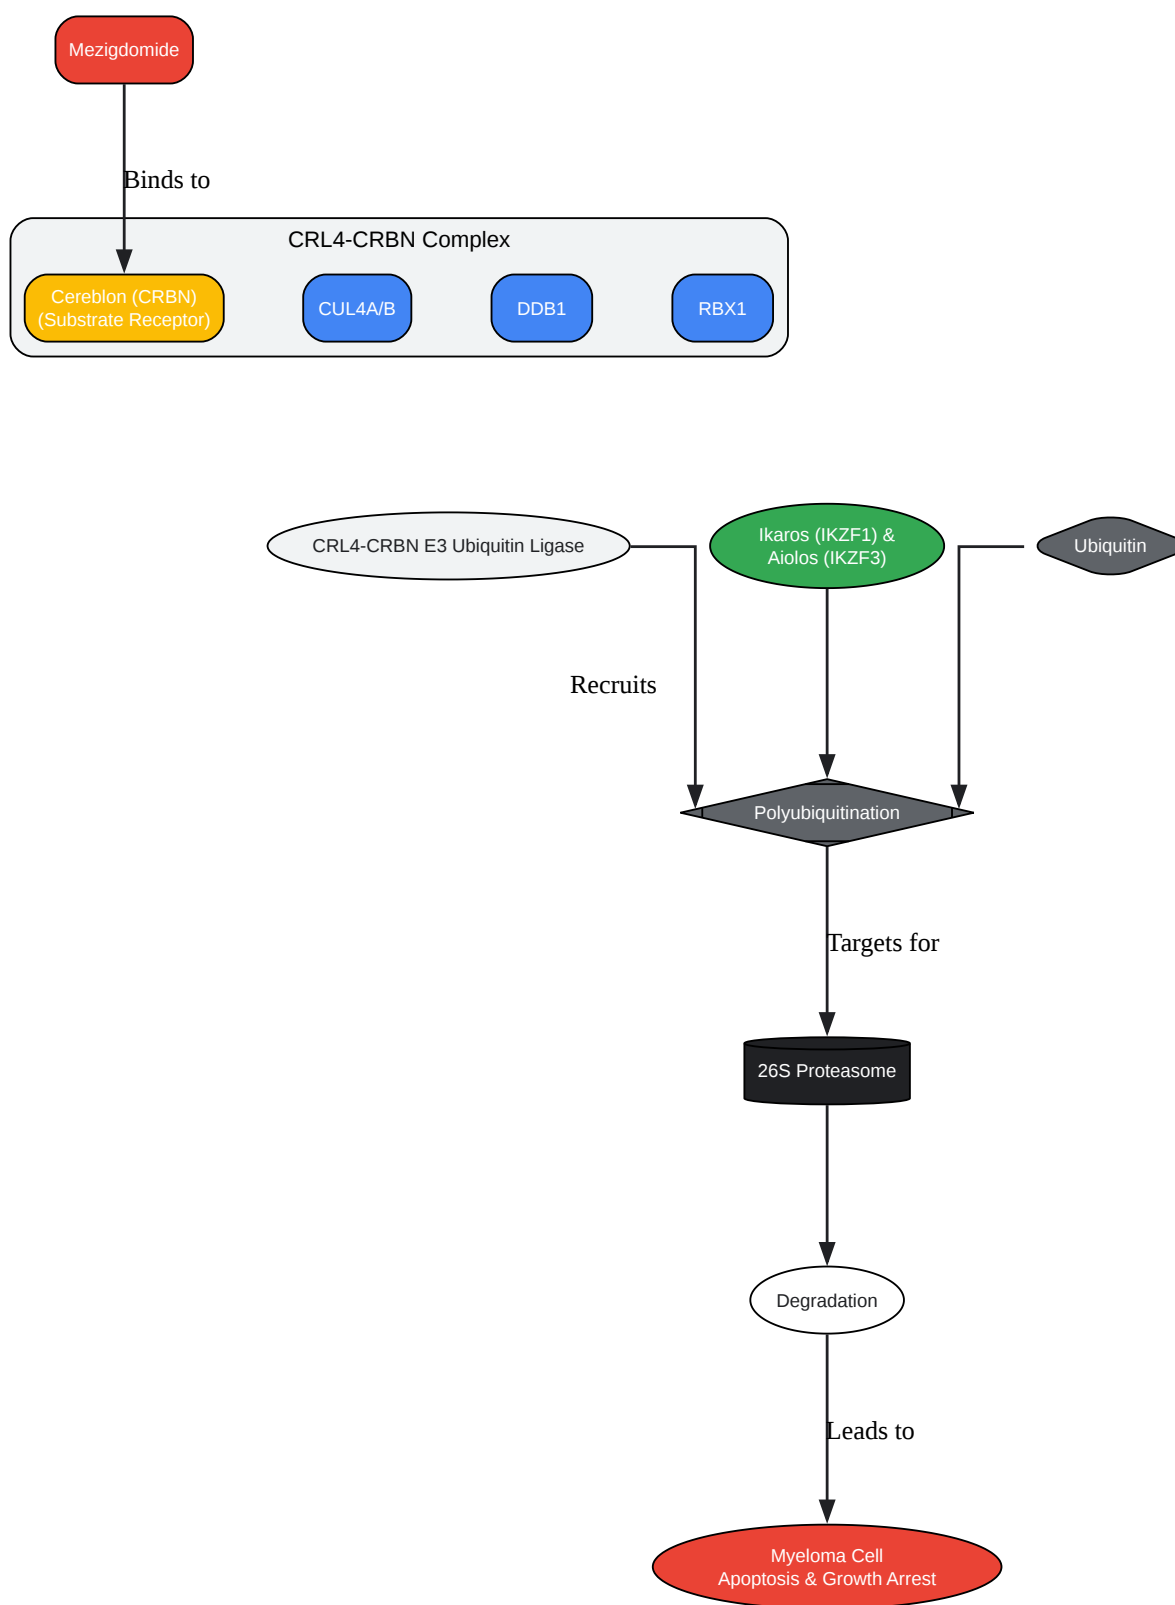 Mezigdomide
Binds to
CRL4-CRBN Complex
Cereblon (CRBN)
(Substrate Receptor)
CUL4A/B
DDB1
RBX1
CRL4-CRBN E3 Ubiquitin Ligase
Ikaros (IKZF1) &
Aiolos (IKZF3)
Ubiquitin
Recruits
Polyubiquitination
Targets for
26S Proteasome
Degradation
Leads to
Myeloma Cell
Apoptosis & Growth Arrest